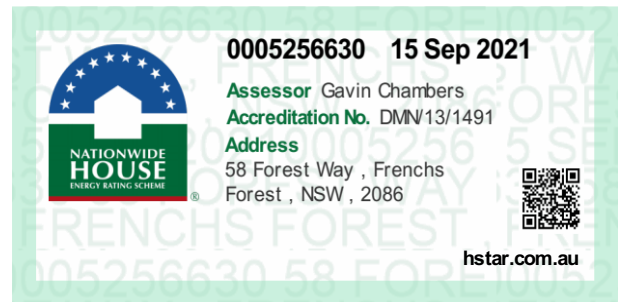 0005256630 15 Sep 2021
Assessor Gavin Chambers
Accreditation No. DMN/13/1491
Address
58 Forest Way , Frenchs
Forest , NSW , 2086
NATIONWIDE
HOUSE
ENERGY RATING SCHEME
®
hstar.com.au